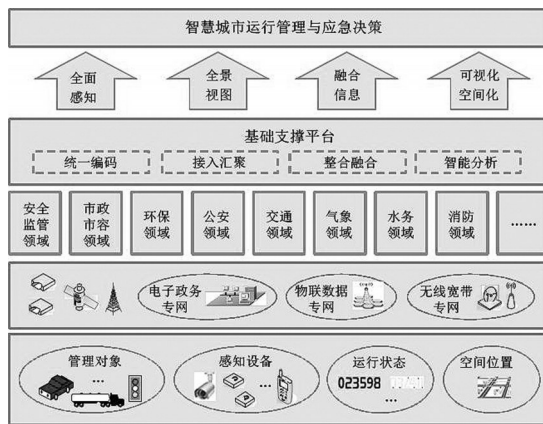 智慧城市运行管理与应急决策
全面
感知
全景
视图
融合
信息
可视化
空间化
基础支撑平台
统一编码
接入汇聚
整合融合
智能分析
安全
监管
领域
市政
市容
领域
环保
领域
公安
领域
交通
领域
气象
领域
水务
领域
消防
领域
……
电子政务
专网
物联数据
专网
无线宽带
专网
管理对象
…
感知设备
…
运行状态
023598
…
空间位置